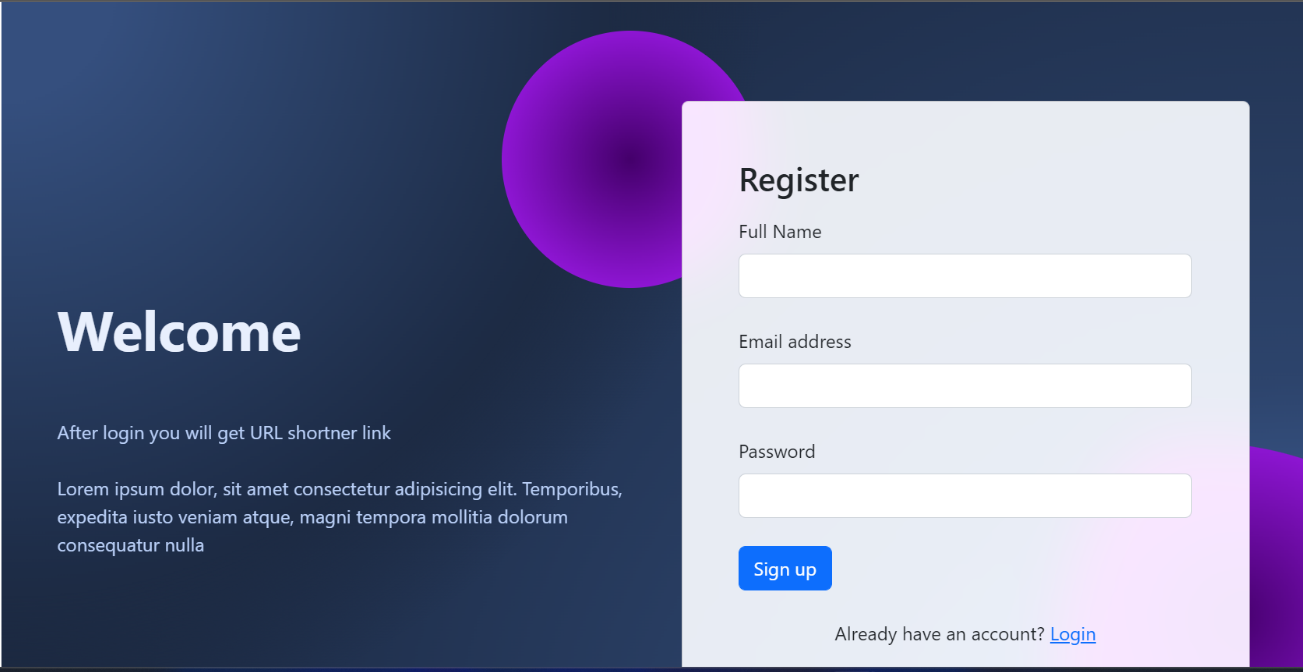 Welcome
After login you will get URL shortner link
Lorem ipsum dolor, sit amet consectetur adipisicing elit. Temporibus,
expedita iusto veniam atque, magni tempora mollitia dolorum
consequatur nulla
Register
Full Name
Email address
Password
Sign up
Already have an account? Login